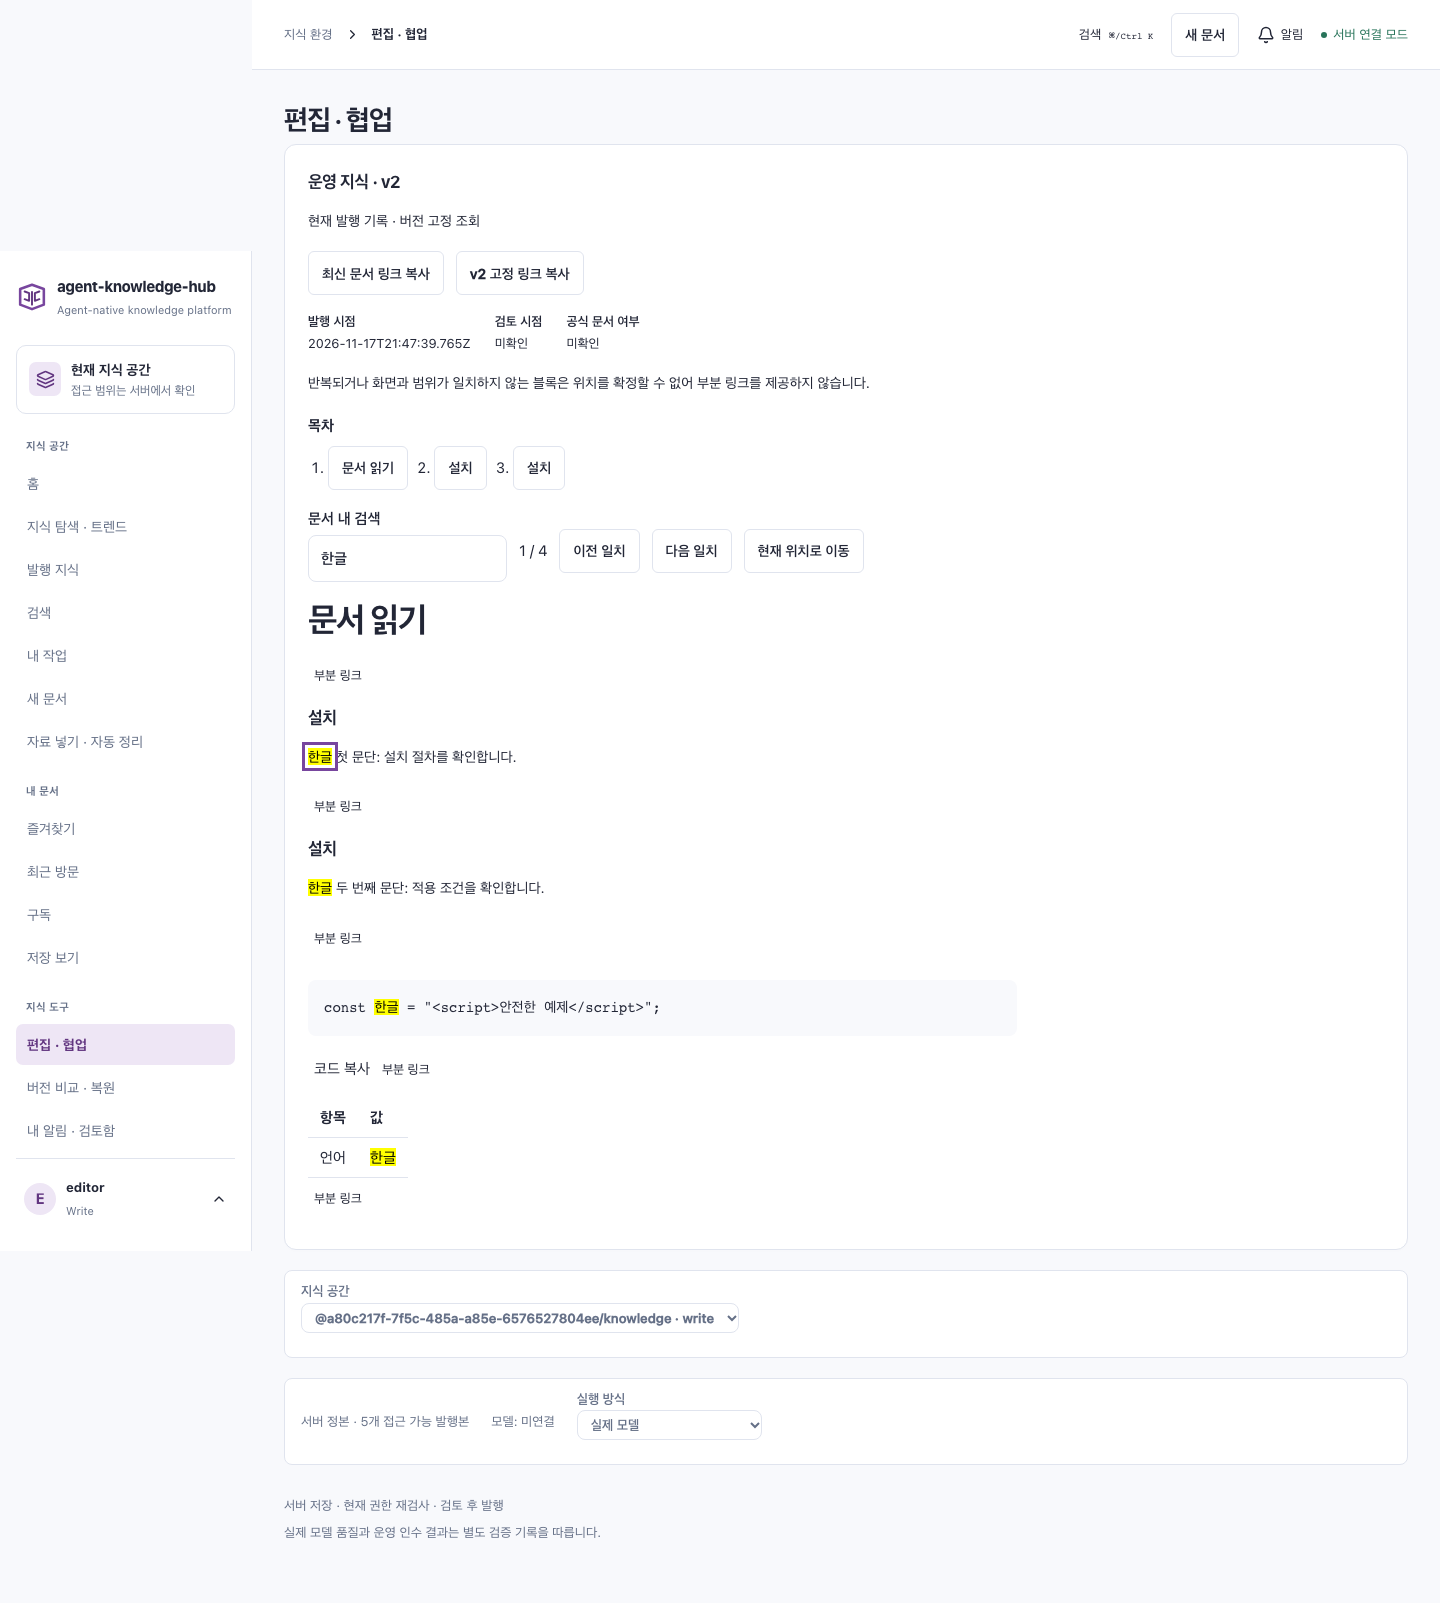 지식 환경 > 편집 · 협업
검색 ⌘/Ctrl K
새 문서
알림
서버 연결 모드
agent-knowledge-hub
Agent-native knowledge platform
현재 지식 공간
접근 범위는 서버에서 확인
지식 공간
홈
지식 탐색 · 트렌드
발행 지식
검색
내 작업
새 문서
자료 넣기 · 자동 정리
내 문서
즐겨찾기
최근 방문
구독
저장 보기
지식 도구
편집 · 협업
버전 비교 · 복원
내 알림 · 검토함
E
editor
Write
편집 · 협업
운영 지식 · v2
현재 발행 기록 · 버전 고정 조회
최신 문서 링크 복사
v2 고정 링크 복사
발행 시점 검토 시점 공식 문서 여부
2026-11-17T21:47:39.765Z 미확인 미확인
반복되거나 화면과 범위가 일치하지 않는 블록은 위치를 확정할 수 없어 부분 링크를 제공하지 않습니다.
목차
1. 문서 읽기 2. 설치 3. 설치
문서 내 검색
한글 1 / 4 이전 일치 다음 일치 현재 위치로 이동
문서 읽기
부분 링크
설치
한글 첫 문단: 설치 절차를 확인합니다.
부분 링크
설치
한글 두 번째 문단: 적용 조건을 확인합니다.
부분 링크
const 한글 = "<script>안전한 예제</script>";
코드 복사 부분 링크
항목 값
언어 한글
부분 링크
지식 공간
@a80c217f-7f5c-485a-a85e-6576527804ee/knowledge · write
실행 방식
서버 정본 · 5개 접근 가능 발행본 모델: 미연결 실제 모델
서버 저장 · 현재 권한 재검사 · 검토 후 발행
실제 모델 품질과 운영 인수 결과는 별도 검증 기록을 따릅니다.